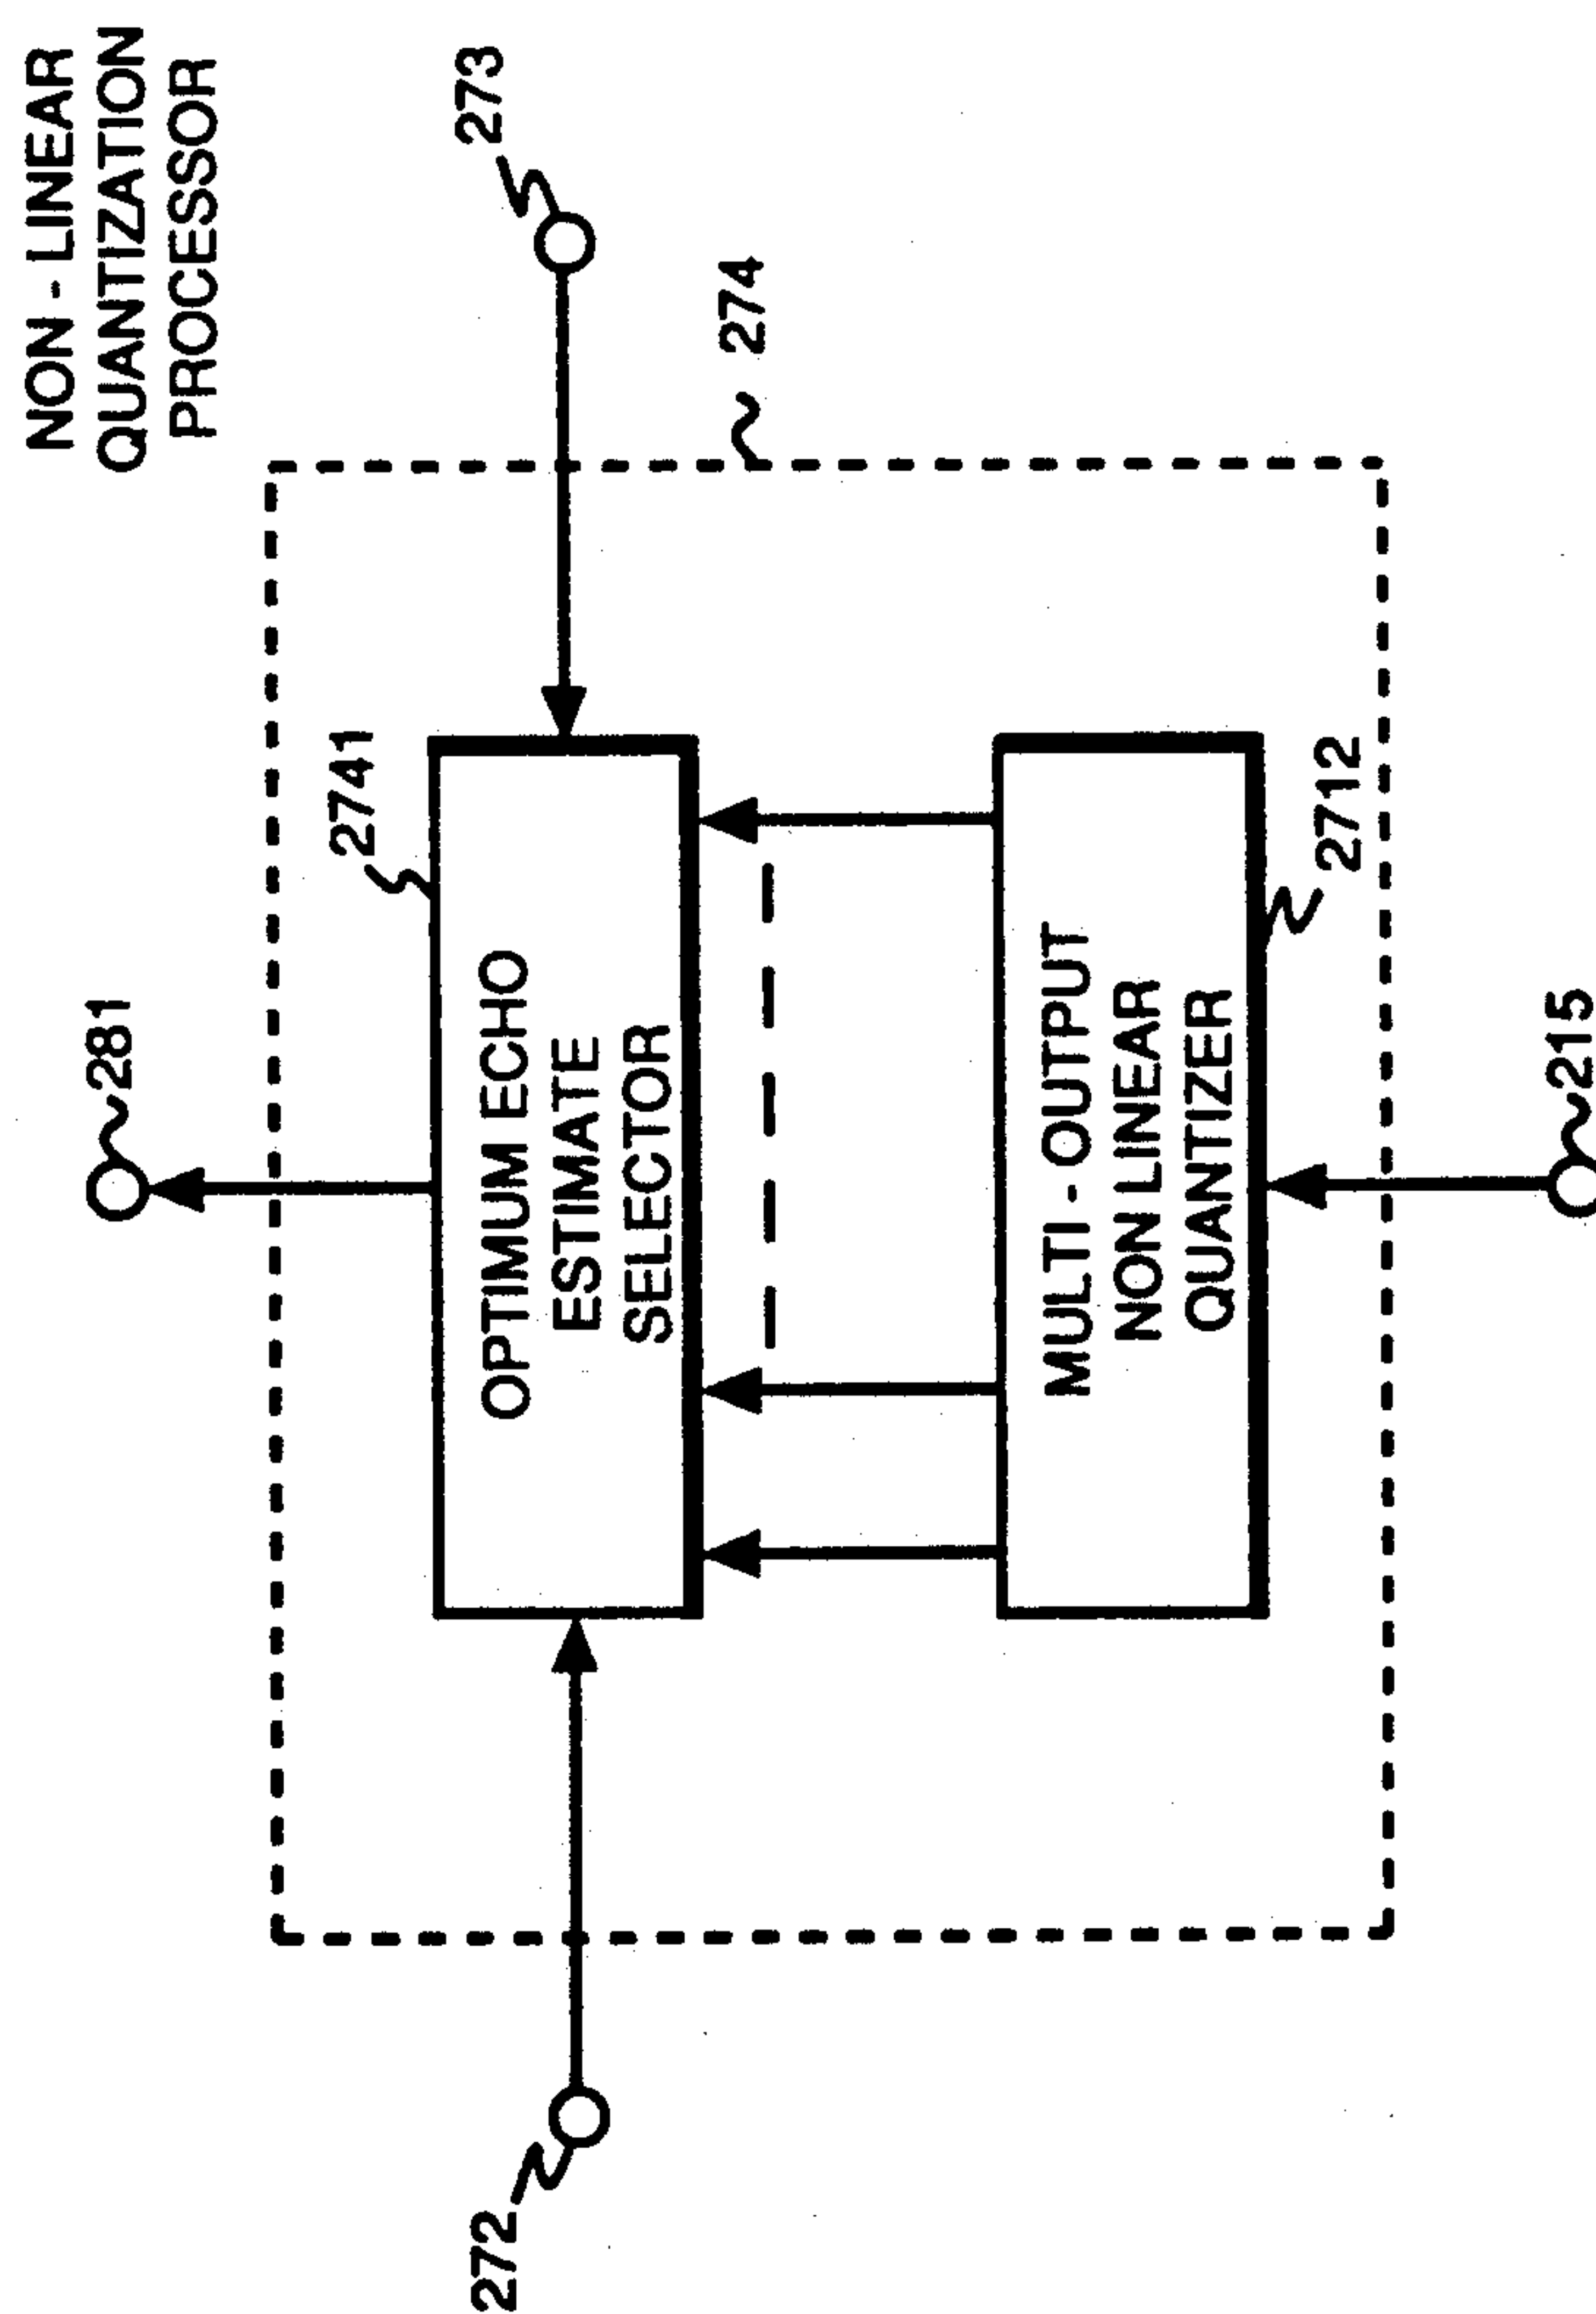 NON - LINEAR
QUANTIZATION
PROCESSOR
281
2741
273
272
OPTIMUM ECHO
ESTIMATE
SELECTOR
274
MULTI - OUTPUT
NON LINEAR
QUANTIZER
2712
215